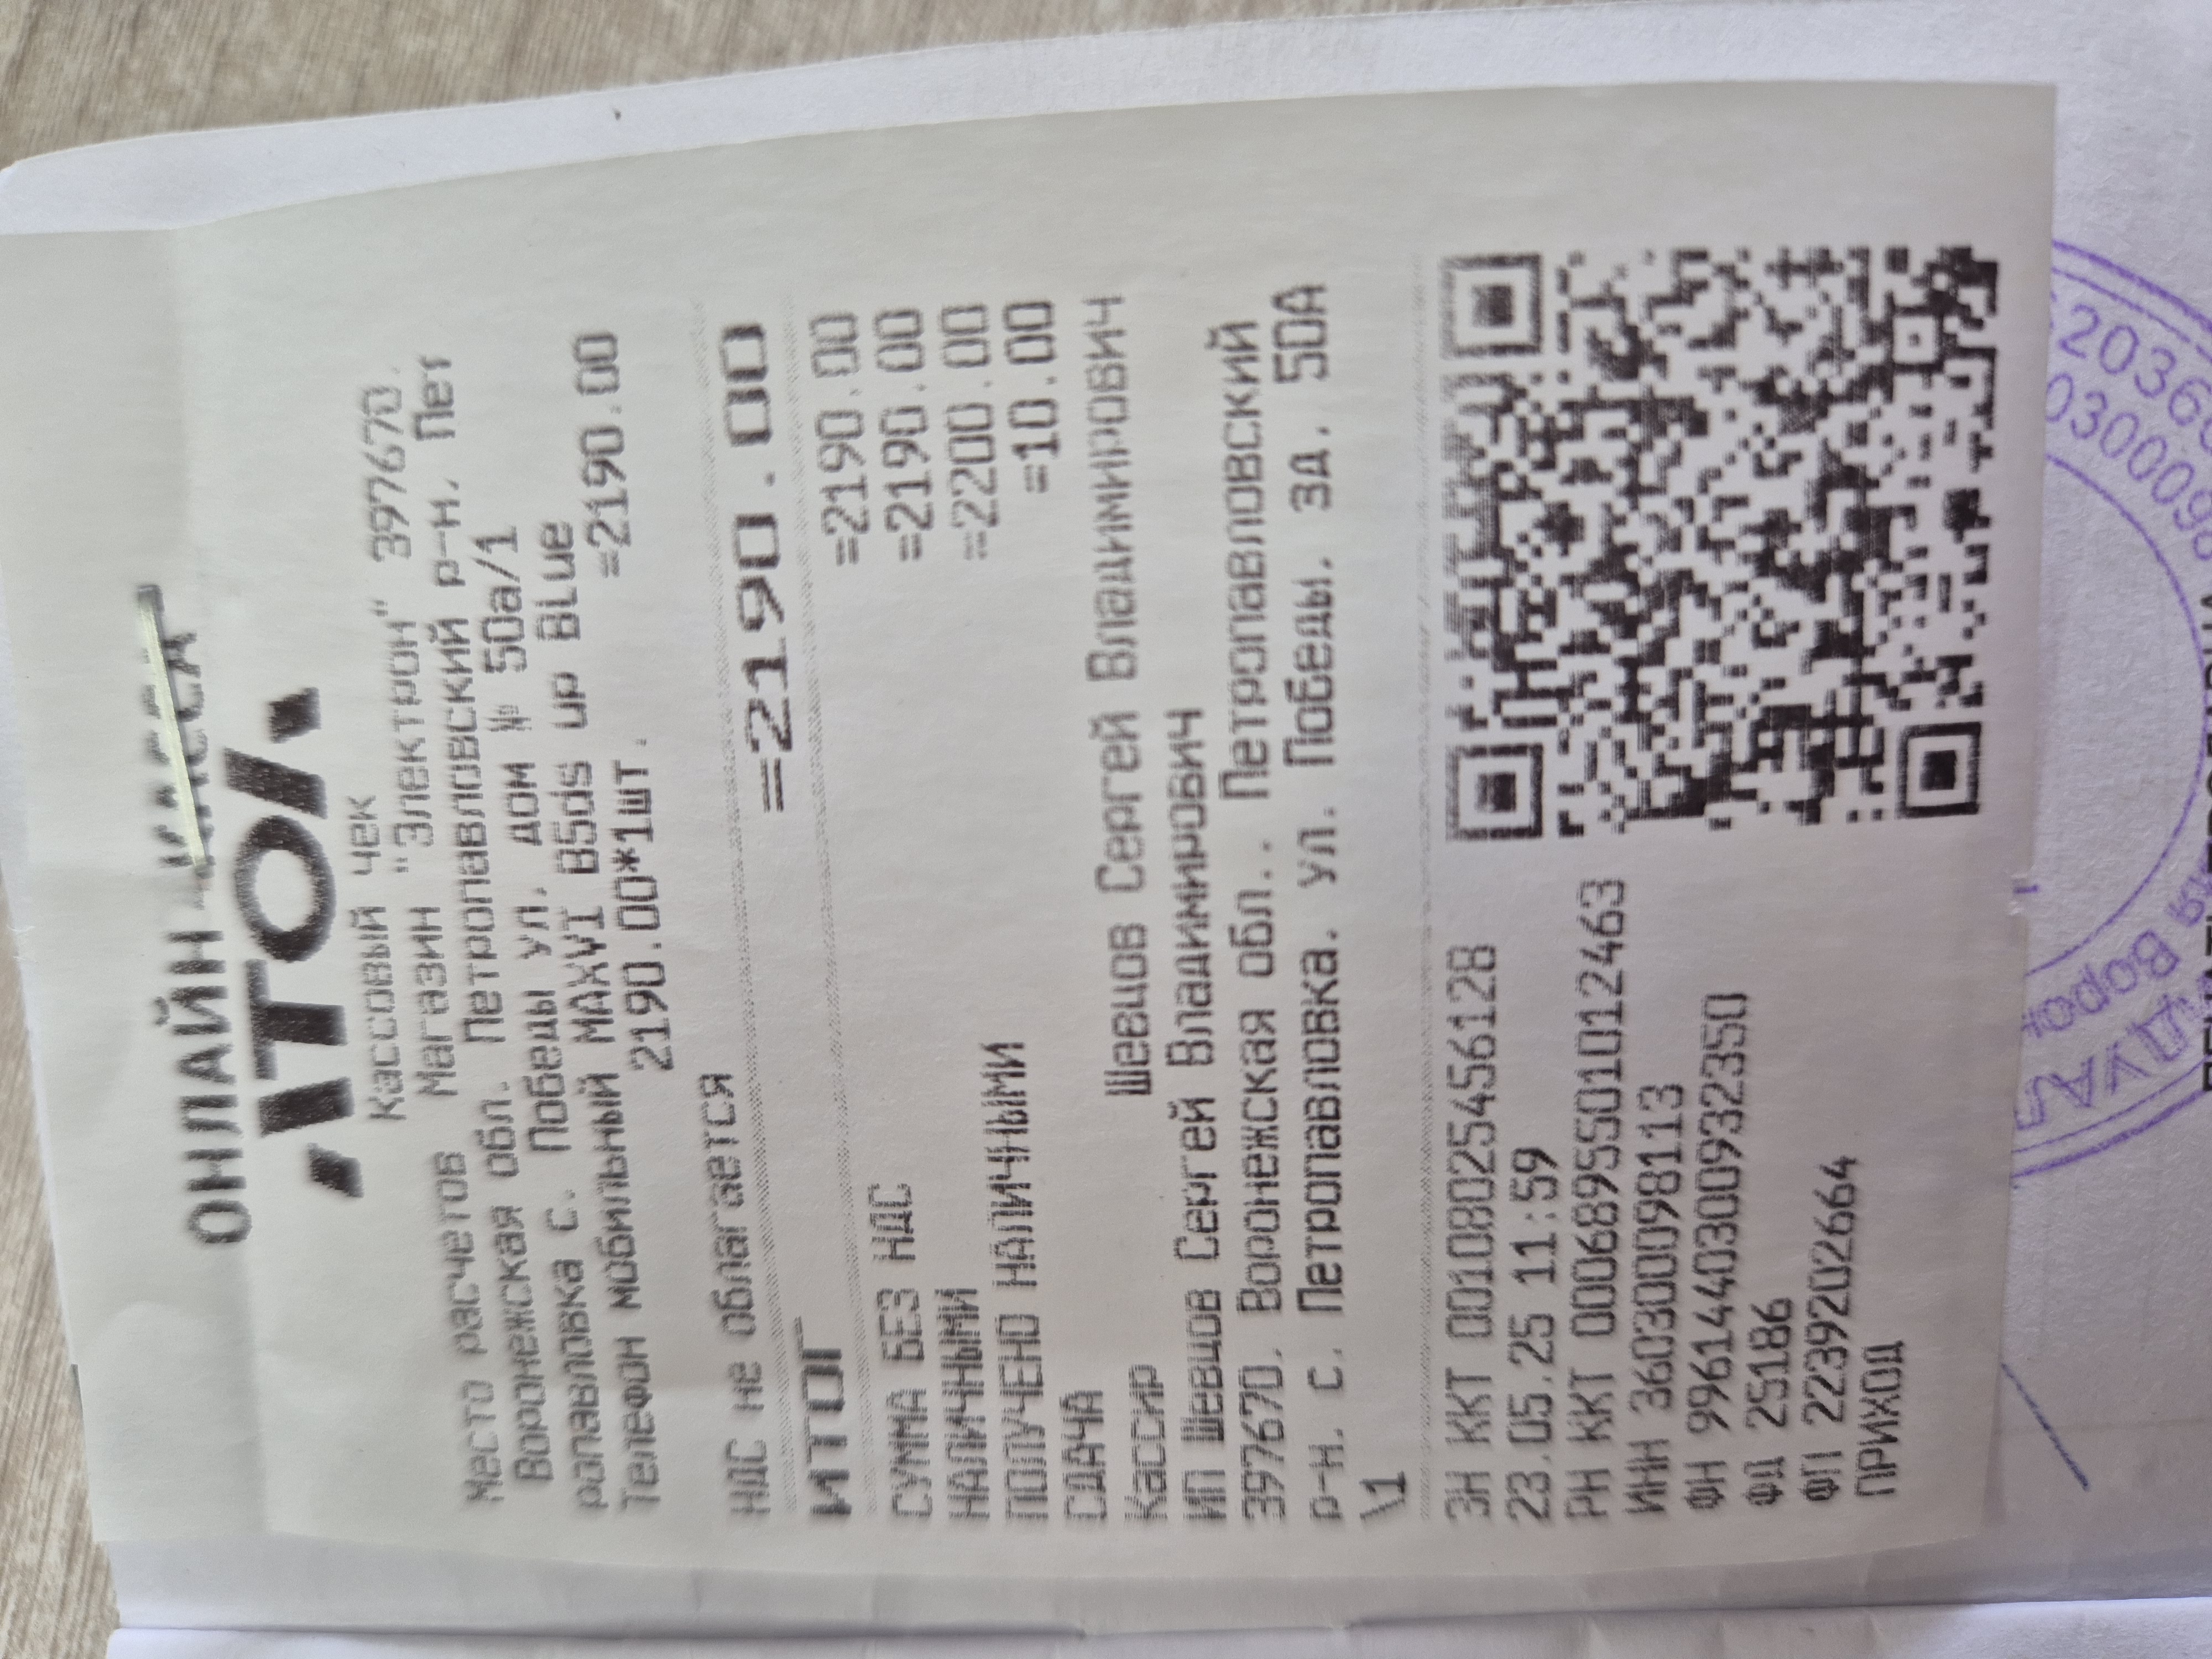 ОНЛАЙН КАССА
АТОЛ
Кассовый чек
Место расчетов Магазин "Электрон" 397670,
Воронежская обл. Петропавловский р-н, Пет
ропавловка с. Победы ул, дом № 50а/1
Телефон мобильный MAXVI B5ds up BLue
2190.00*1шт. =2190.00
НДС не облагается
ИТОГ =2190.00
СУММА БЕЗ НДС =2190.00
НАЛИЧНЫМИ =2190.00
ПОЛУЧЕНО НАЛИЧНЫМИ =2200.00
СДАЧА =10.00
Кассир Шевцов Сергей Владимирович
ИП Шевцов Сергей Владимирович
397670, Воронежская обл., Петропавловский
р-н, с. Петропавловка, ул. Победы, зд. 50А
\1
ЗН ККТ 00108025456128
23.05.25 11:59
РН ККТ 0006895501012463
ИНН 360300098113
ФН 9961440300932350
ФД 25186
ФП 2239202664
ПРИХОД